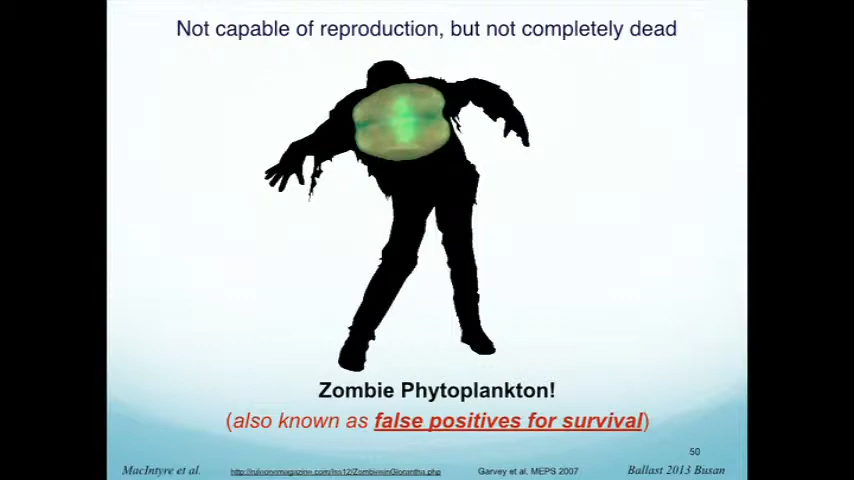 Not capable of reproduction, but not completely dead
Zombie Phytoplankton!
(also known as false positives for survival)
50
MacIntyre et al.
Garvey et al. MEPS 2007
Ballast 2013 Busan